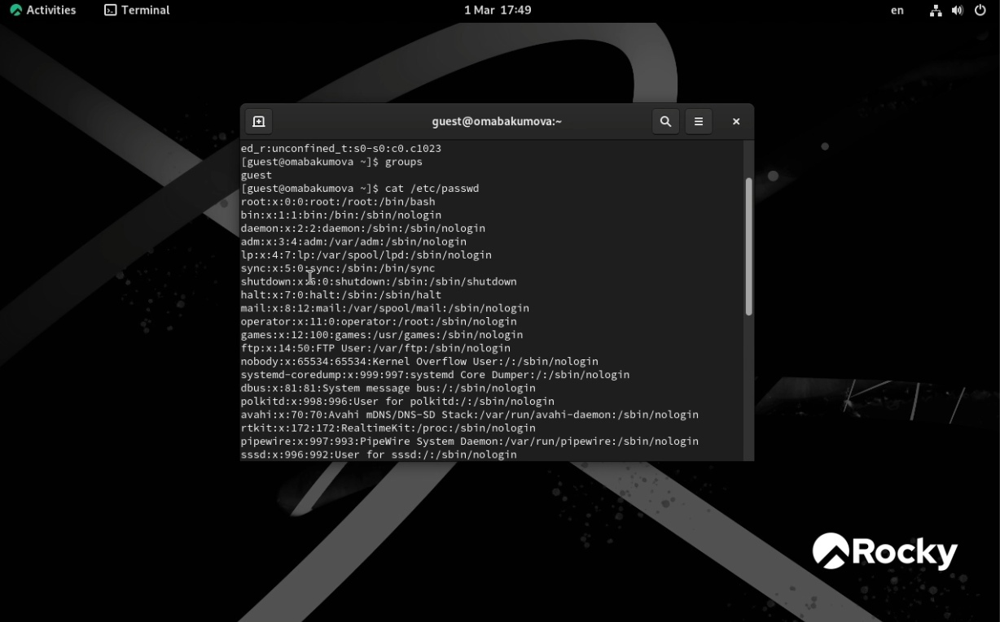 Activities Terminal 1 Mar 17:49 en
guest@omabakumova:~
ed_r:unconfined_t:s0-s0:c0.c1023
[guest@omabakumova ~]$ groups
guest
[guest@omabakumova ~]$ cat /etc/passwd
root:x:0:0:root:/root:/bin/bash
bin:x:1:1:bin:/bin:/sbin/nologin
daemon:x:2:2:daemon:/sbin:/sbin/nologin
adm:x:3:4:adm:/var/adm:/sbin/nologin
lp:x:4:7:lp:/var/spool/lpd:/sbin/nologin
sync:x:5:0:sync:/sbin:/bin/sync
shutdown:x:6:0:shutdown:/sbin:/sbin/shutdown
halt:x:7:0:halt:/sbin:/sbin/halt
mail:x:8:12:mail:/var/spool/mail:/sbin/nologin
operator:x:11:0:operator:/root:/sbin/nologin
games:x:12:100:games:/usr/games:/sbin/nologin
ftp:x:14:50:FTP User:/var/ftp:/sbin/nologin
nobody:x:65534:65534:Kernel Overflow User:/:/sbin/nologin
systemd-coredump:x:999:997:systemd Core Dumper:/:/sbin/nologin
dbus:x:81:81:System message bus:/:/sbin/nologin
polkitd:x:998:996:User for polkitd:/:/sbin/nologin
avahi:x:70:70:Avahi mDNS/DNS-SD Stack:/var/run/avahi-daemon:/sbin/nologin
rtkit:x:172:172:RealtimeKit:/proc:/sbin/nologin
pipewire:x:997:993:PipeWire System Daemon:/var/run/pipewire:/sbin/nologin
sssd:x:996:992:User for sssd:/:/sbin/nologin
Rocky